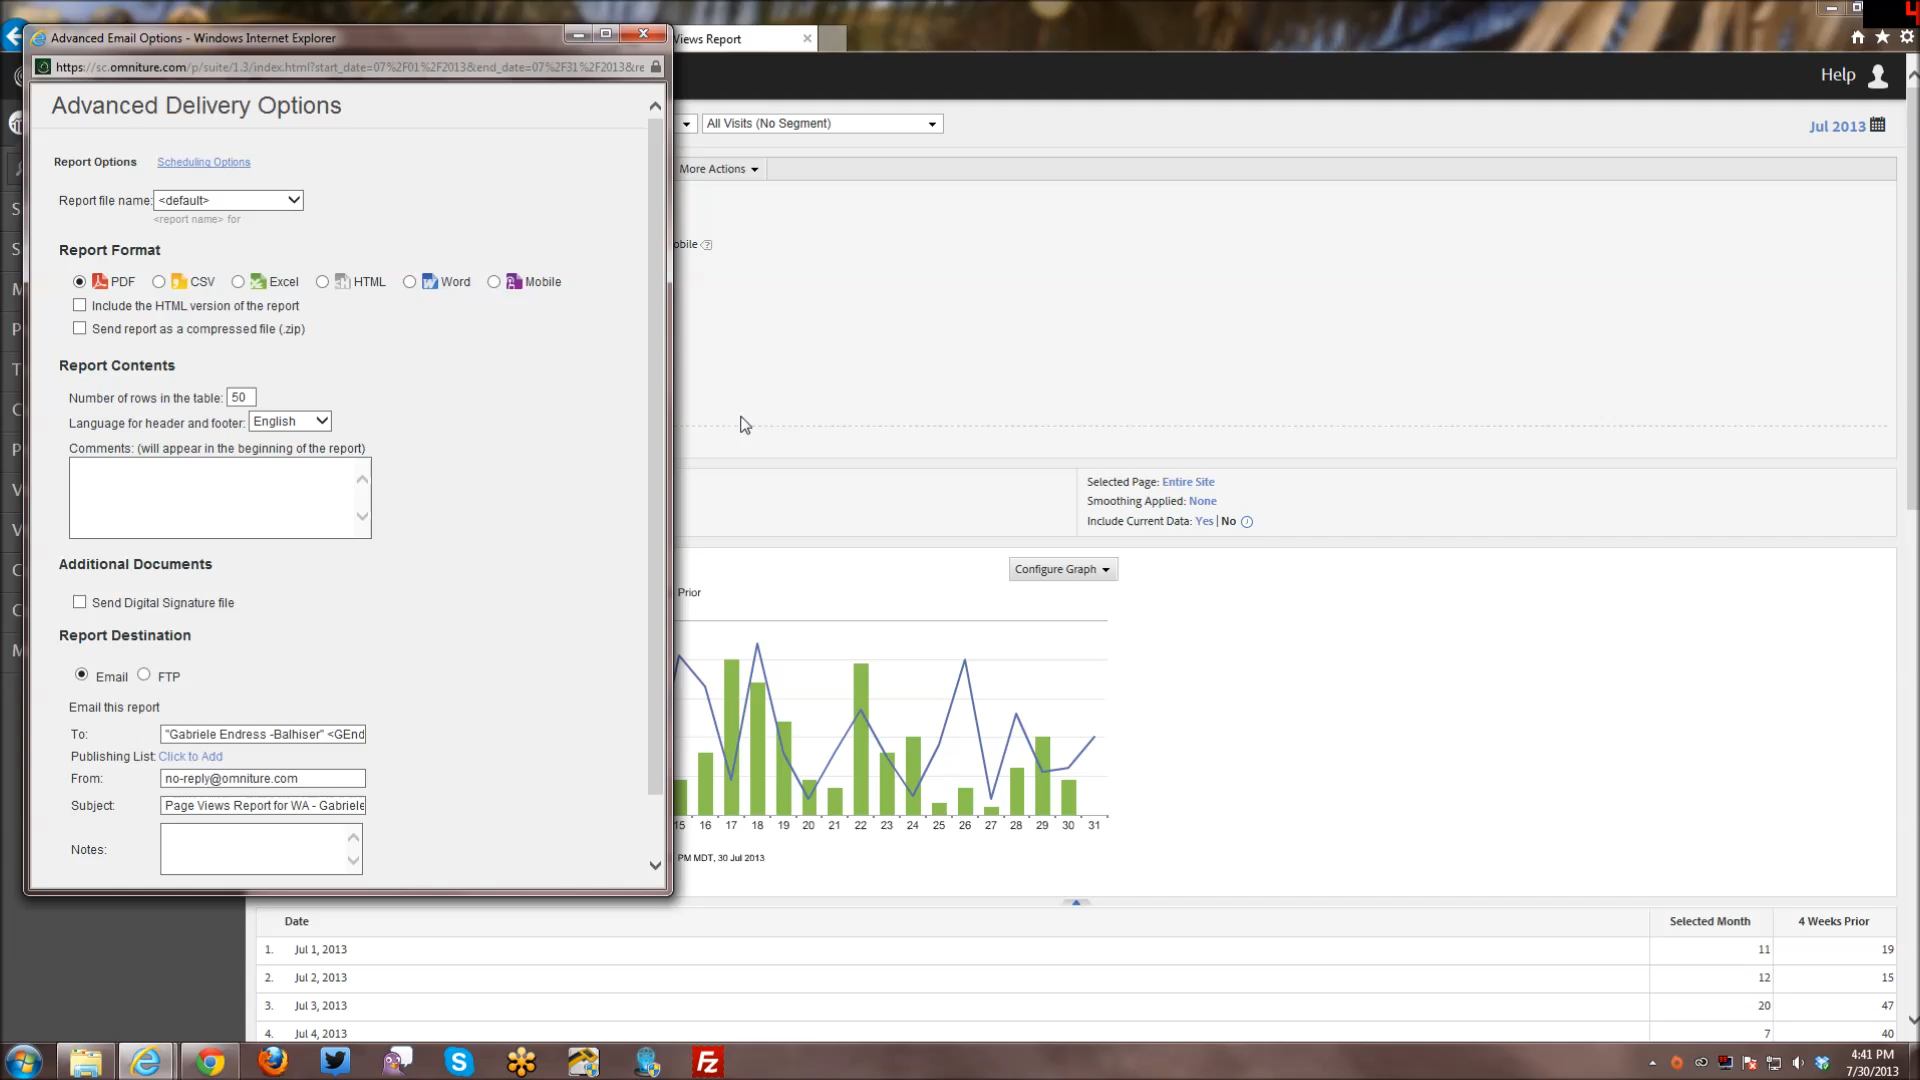 Advanced Email Options - Windows Internet Explorer
Views Report
https://sc.omniture.com/p/suite/1.3/index.html?start_date=07%2F01%2F2013&end_date=07%2F31%2F2013&re
Help
Advanced Delivery Options
All Visits (No Segment)
Jul 2013
Report Options Scheduling Options
More Actions
Report file name: <default>
<report name> for
Report Format
obile
PDF CSV Excel HTML Word Mobile
Include the HTML version of the report
Send report as a compressed file (.zip)
Report Contents
Number of rows in the table: 50
Language for header and footer: English
Comments: (will appear in the beginning of the report)
Selected Page: Entire Site
Smoothing Applied: None
Include Current Data: Yes | No
Additional Documents
Configure Graph
Prior
Send Digital Signature file
Report Destination
Email FTP
Email this report
To: "Gabriele Endress -Balhiser" <GEnd
Publishing List: Click to Add
From: no-reply@omniture.com
Subject: Page Views Report for WA - Gabriele
Notes:
15 16 17 18 19 20 21 22 23 24 25 26 27 28 29 30 31
PM MDT, 30 Jul 2013
Date Selected Month 4 Weeks Prior
1. Jul 1, 2013 11 19
2. Jul 2, 2013 12 15
3. Jul 3, 2013 20 47
4. Jul 4, 2013 7 40
4:41 PM
7/30/2013